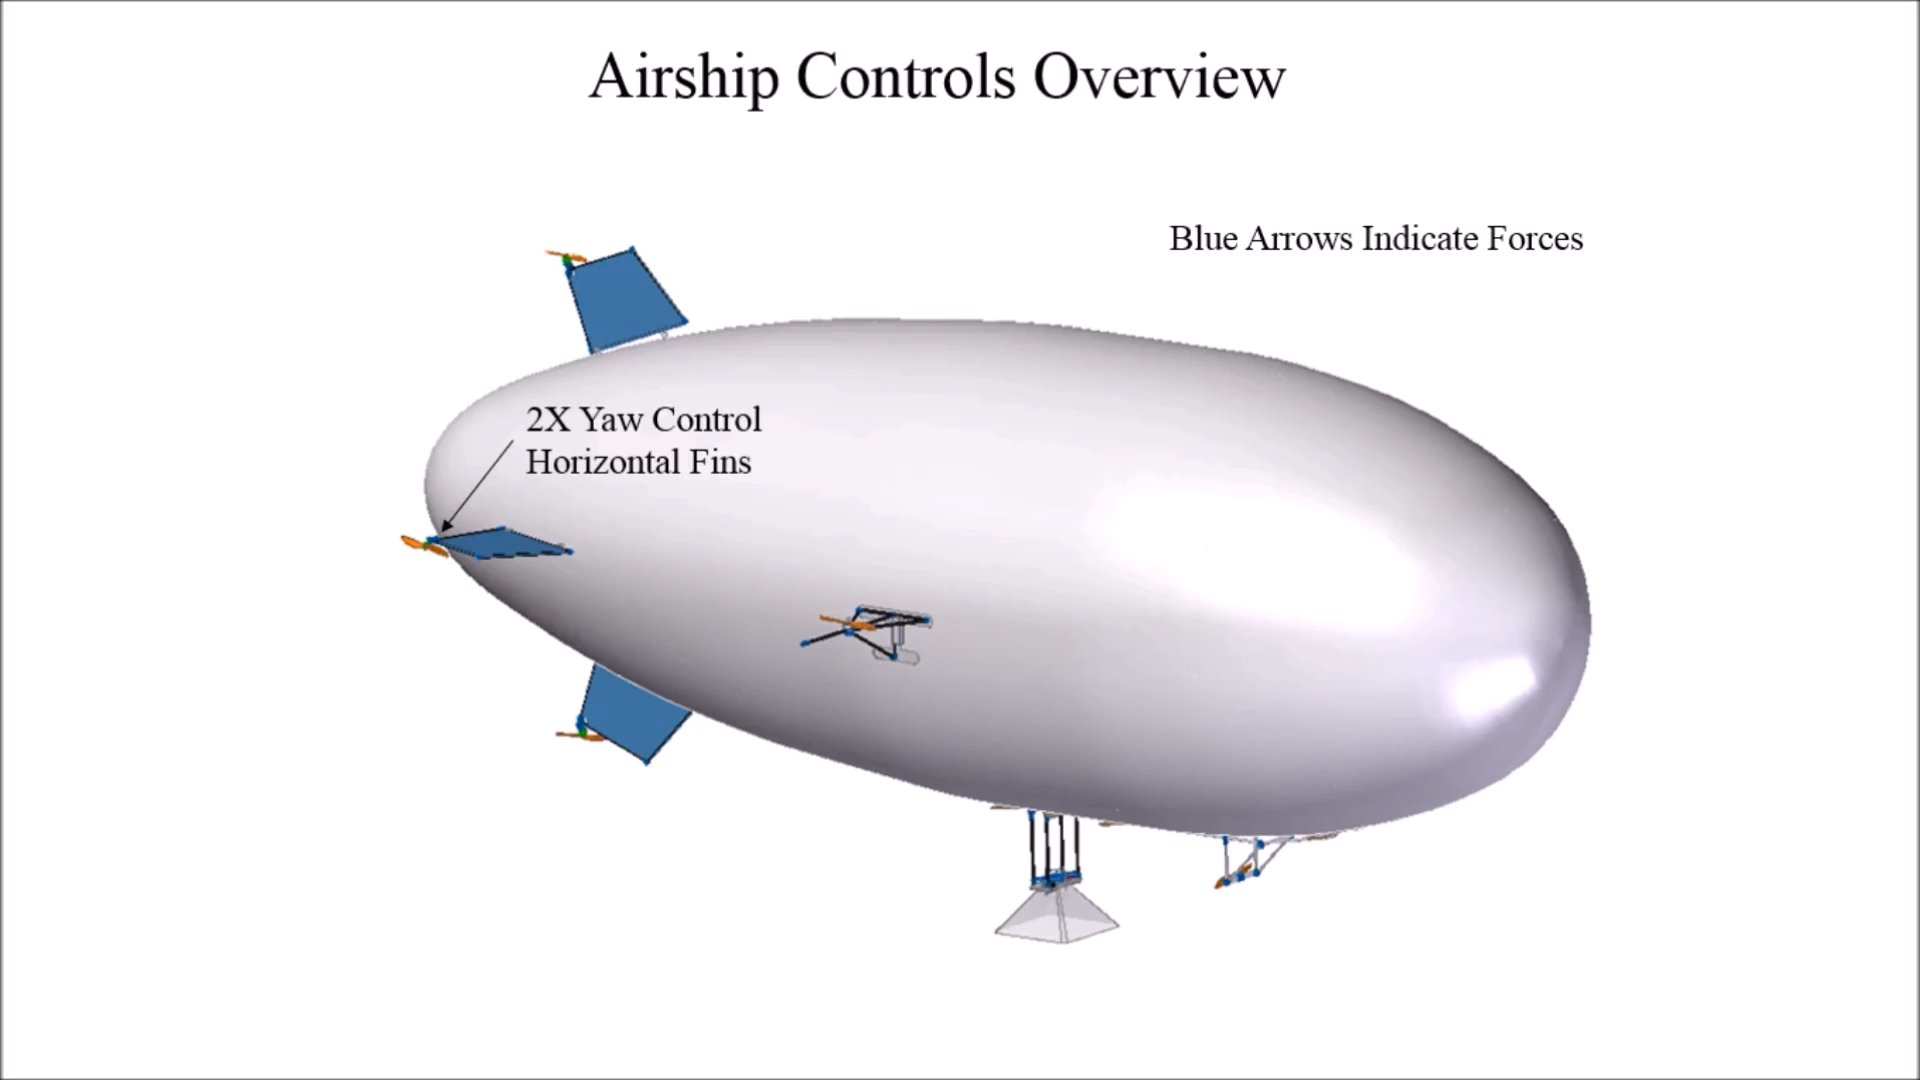 Airship Controls Overview
Blue Arrows Indicate Forces
2X Yaw Control
Horizontal Fins